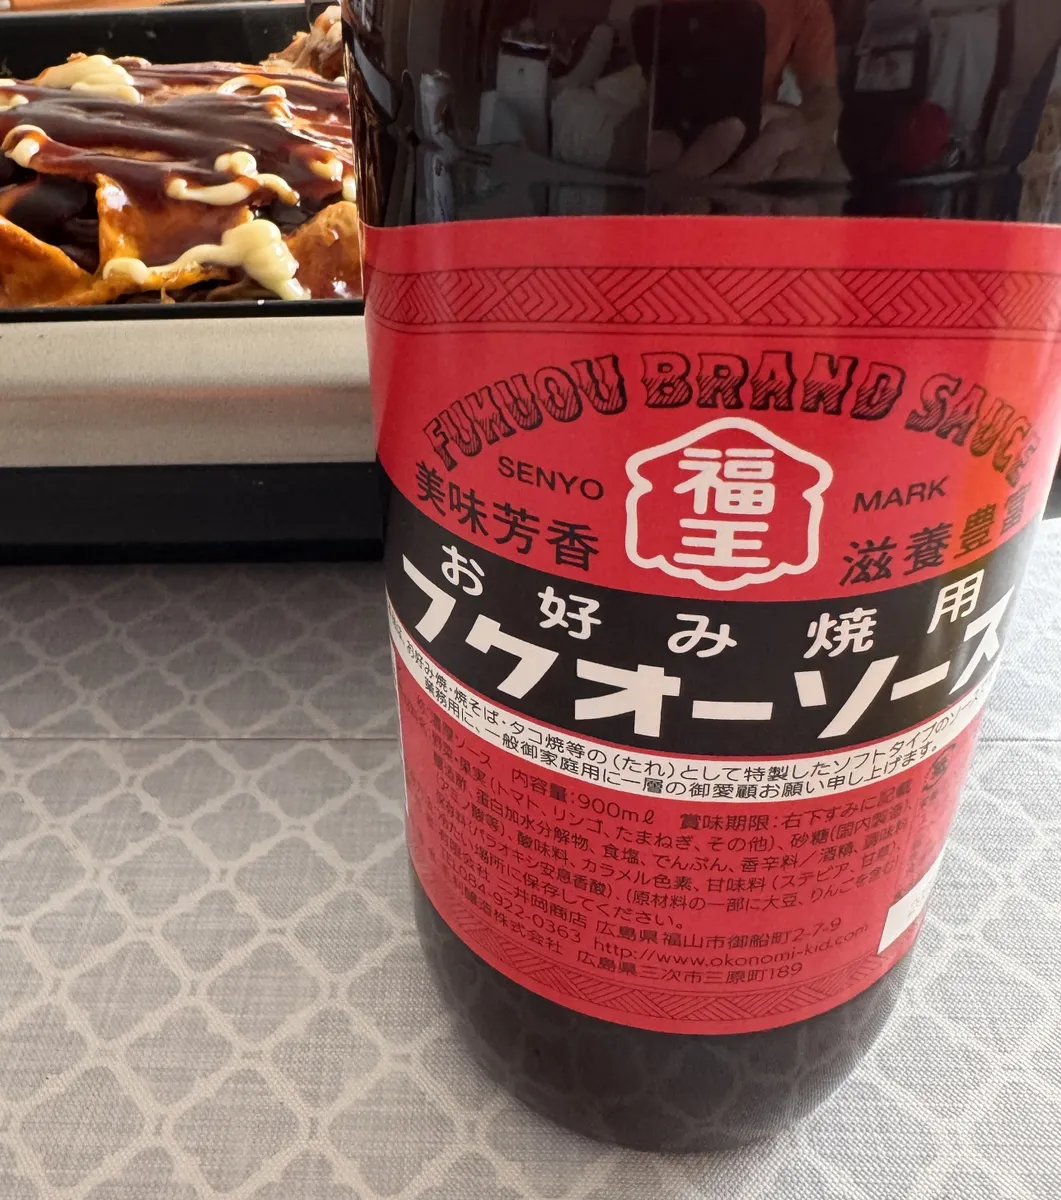 FUKUOU BRAND SAUCE
SENYO
MARK
美味芳香
福王
滋養豊富
お好み焼用
フクオーソース
お好み焼・焼そば・タコ焼等の(たれ)として特製したソフトタイプのソース
業務用に、一般御家庭用に一層の御愛顧お願い申し上げます。
濃厚ソース 内容量:900mℓ 賞味期限:右下すみに記載
野菜・果実(トマト、リンゴ、たまねぎ、その他)、砂糖(国内製造)、
醸造酢、蛋白加水分解物、食塩、でんぷん、香辛料/酒精、調味料
(アミノ酸等)、酸味料、カラメル色素、甘味料(ステビア、甘草)、
保存料(パラオキシ安息香酸)、(原材料の一部に大豆、りんごを含む)
冷たい場所に保存してください。
有限会社 二井岡商店 広島県福山市御船町2-7-9
084-922-0363 http://www.okonomi-kid.com
醸造株式会社 広島県三次市三原町189